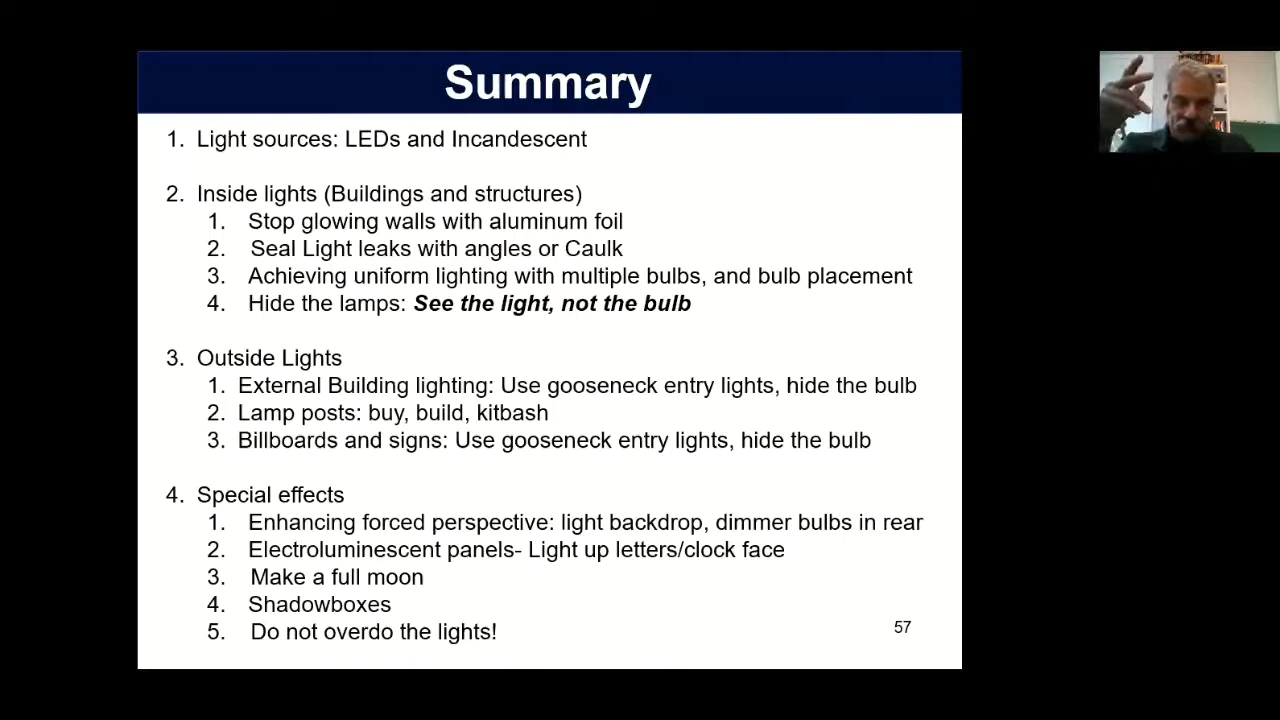 Summary
1. Light sources: LEDs and Incandescent
2. Inside lights (Buildings and structures)
1. Stop glowing walls with aluminum foil
2. Seal Light leaks with angles or Caulk
3. Achieving uniform lighting with multiple bulbs, and bulb placement
4. Hide the lamps: See the light, not the bulb
3. Outside Lights
1. External Building lighting: Use gooseneck entry lights, hide the bulb
2. Lamp posts: buy, build, kitbash
3. Billboards and signs: Use gooseneck entry lights, hide the bulb
4. Special effects
1. Enhancing forced perspective: light backdrop, dimmer bulbs in rear
2. Electroluminescent panels- Light up letters/clock face
3. Make a full moon
4. Shadowboxes
5. Do not overdo the lights!
57